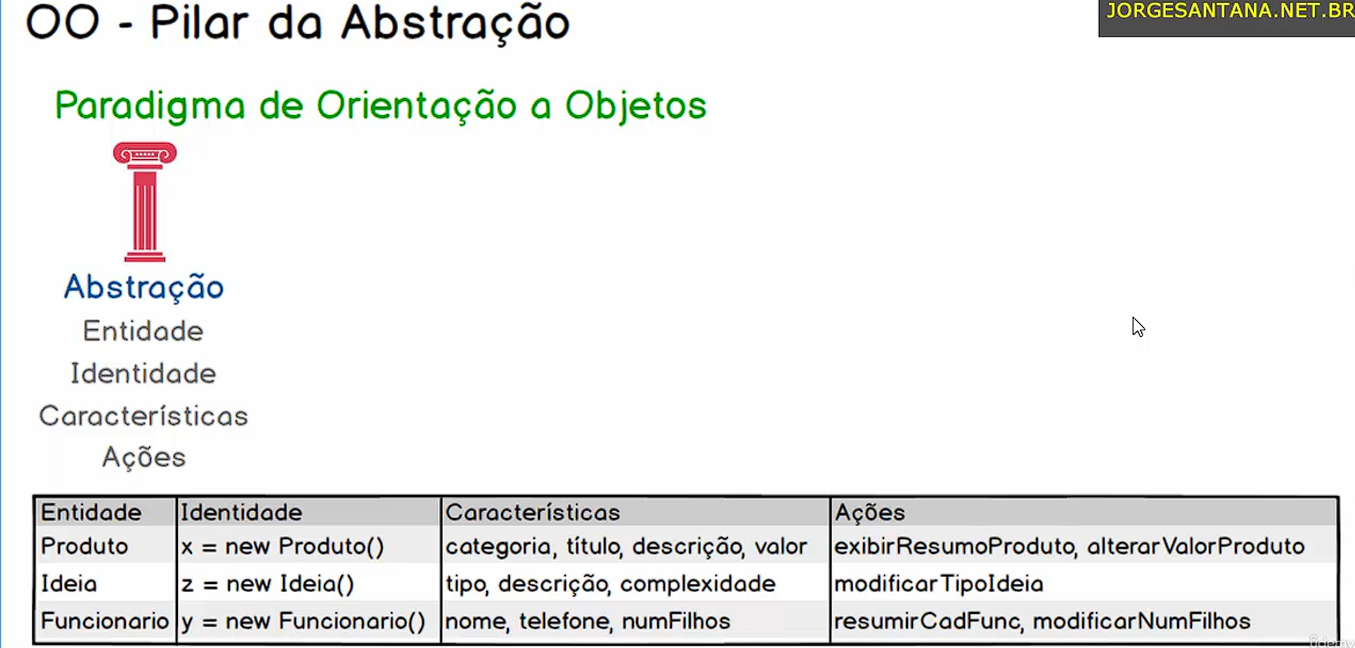 OO - Pilar da Abstração
JORGESANTANA.NET.BR
Paradigma de Orientação a Objetos
Abstração
Entidade
Identidade
Características
Ações
Entidade Identidade Características Ações
Produto x = new Produto() categoria, título, descrição, valor exibirResumoProduto, alterarValorProduto
Ideia z = new Ideia() tipo, descrição, complexidade modificarTipoIdeia
Funcionario y = new Funcionario() nome, telefone, numFilhos resumirCadFunc, modificarNumFilhos